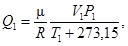 Q₁ = μ/R · V₁P₁/(T₁ + 273,15),